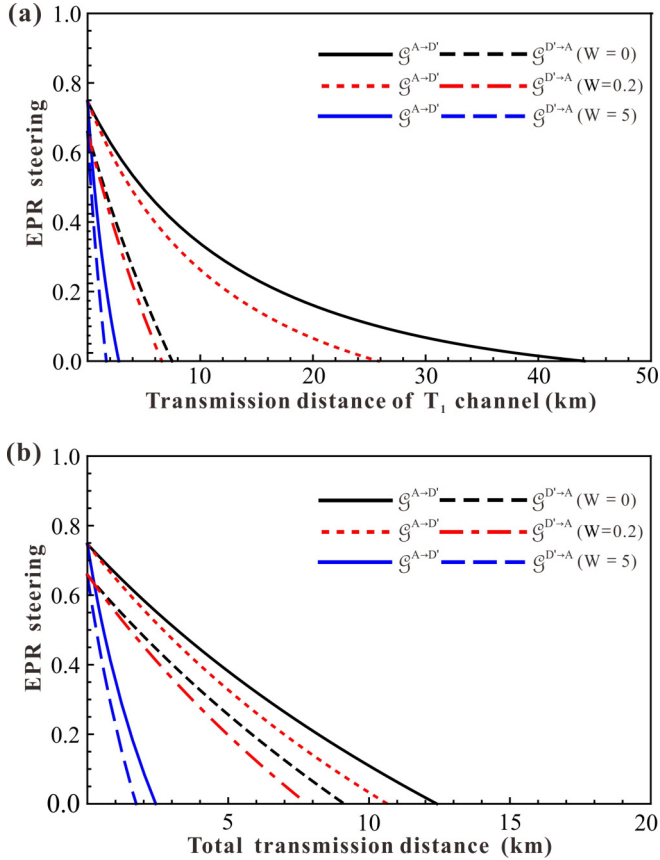 (a)
1.0
0.8
0.6
0.4
0.2
0.0
EPR steering
𝒢^A→D' 𝒢^D'→A (W = 0)
𝒢^A→D' 𝒢^D'→A (W=0.2)
𝒢^A→D' 𝒢^D'→A (W = 5)
0 10 20 30 40 50
Transmission distance of T₁ channel (km)
(b)
1.0
0.8
0.6
0.4
0.2
0.0
EPR steering
𝒢^A→D' 𝒢^D'→A (W = 0)
𝒢^A→D' 𝒢^D'→A (W=0.2)
𝒢^A→D' 𝒢^D'→A (W = 5)
0 5 10 15 20
Total transmission distance (km)